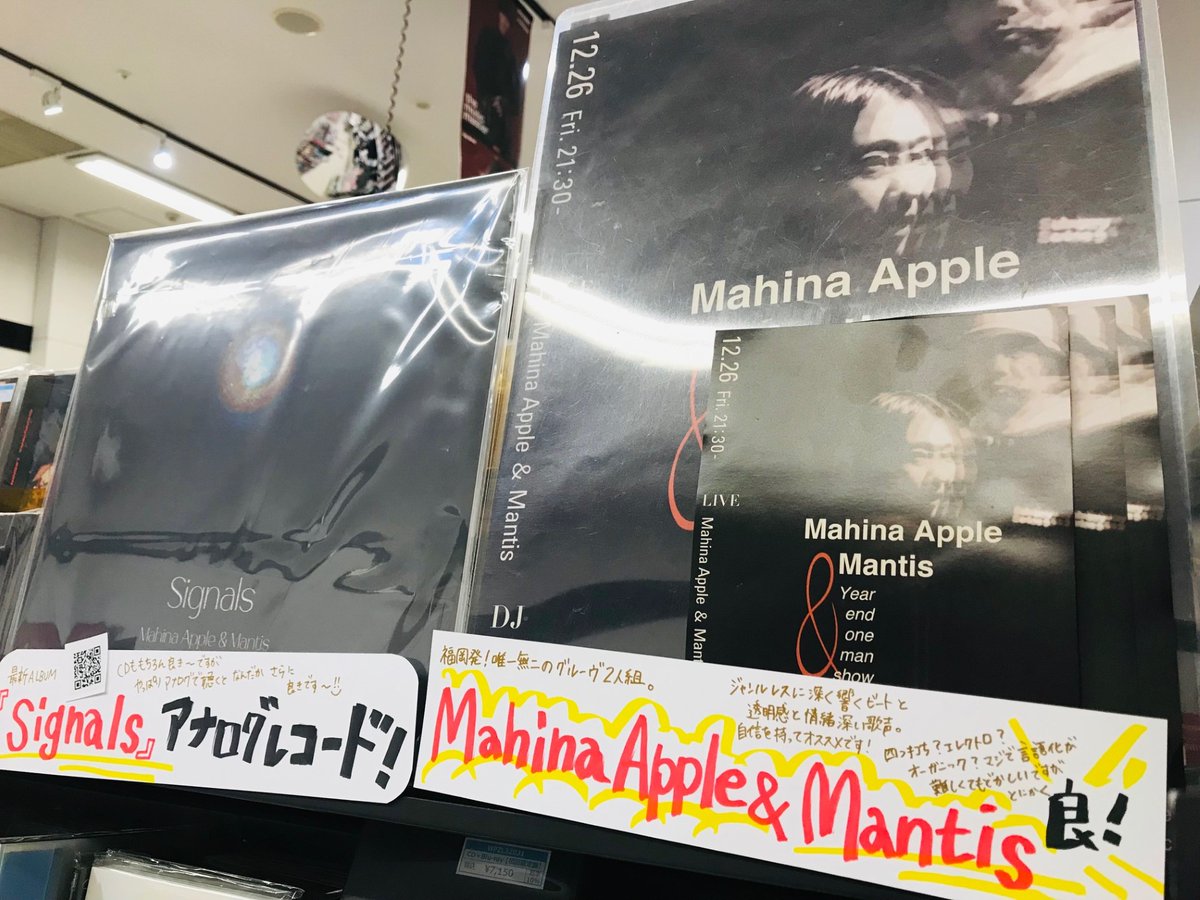 12.26 Fri. 21:30-
Mahina Apple
Mahina Apple & Mantis
DJ
Signals
Mahina Apple & Mantis
12.26 Fri. 21:30-
LIVE
Mahina Apple & Mant
Mahina Apple
& Mantis
Year
end
one
man
show
最新ALBUM
CDももちろん良き〜ですが
やっぱりアナログで聴くとなんだかさらに
良きです〜!!
『Signals』アナログレコード!
福岡発!唯一無二のグルーヴ2人組。
ジャンルレスに深く響くビートと
透明感と情緒深い歌声。
自信を持ってオススメです!
四つ打ち?エレクトロ?
オーガニック?マジで言語化が
難しくてもどかしいですが
とにかく
良!
Mahina Apple & Mantis
CD+Blu-ray
¥7,150
10%